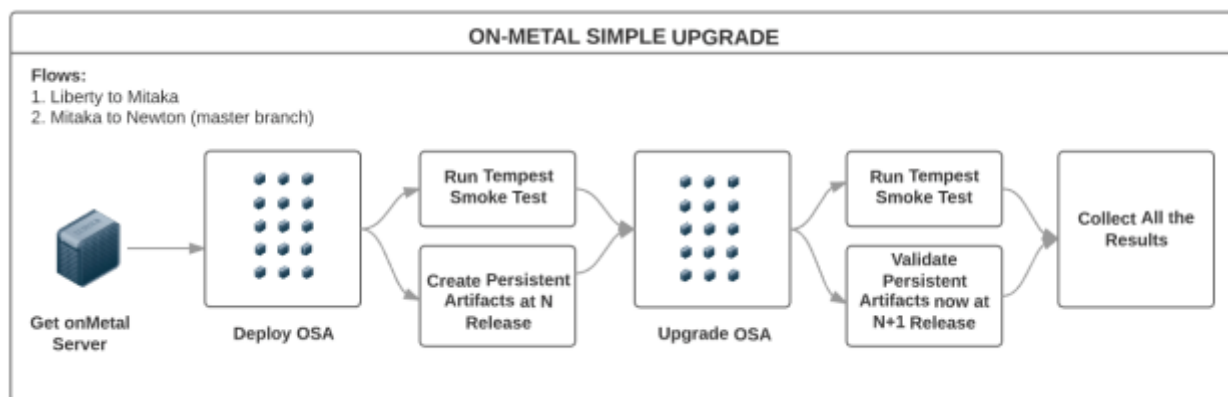 ON-METAL SIMPLE UPGRADE
Flows:
1. Liberty to Mitaka
2. Mitaka to Newton (master branch)
Get onMetal
Server
Deploy OSA
Run Tempest
Smoke Test
Create Persistent
Artifacts at N
Release
Upgrade OSA
Run Tempest
Smoke Test
Validate
Persistent
Artifacts now at
N+1 Release
Collect All the
Results